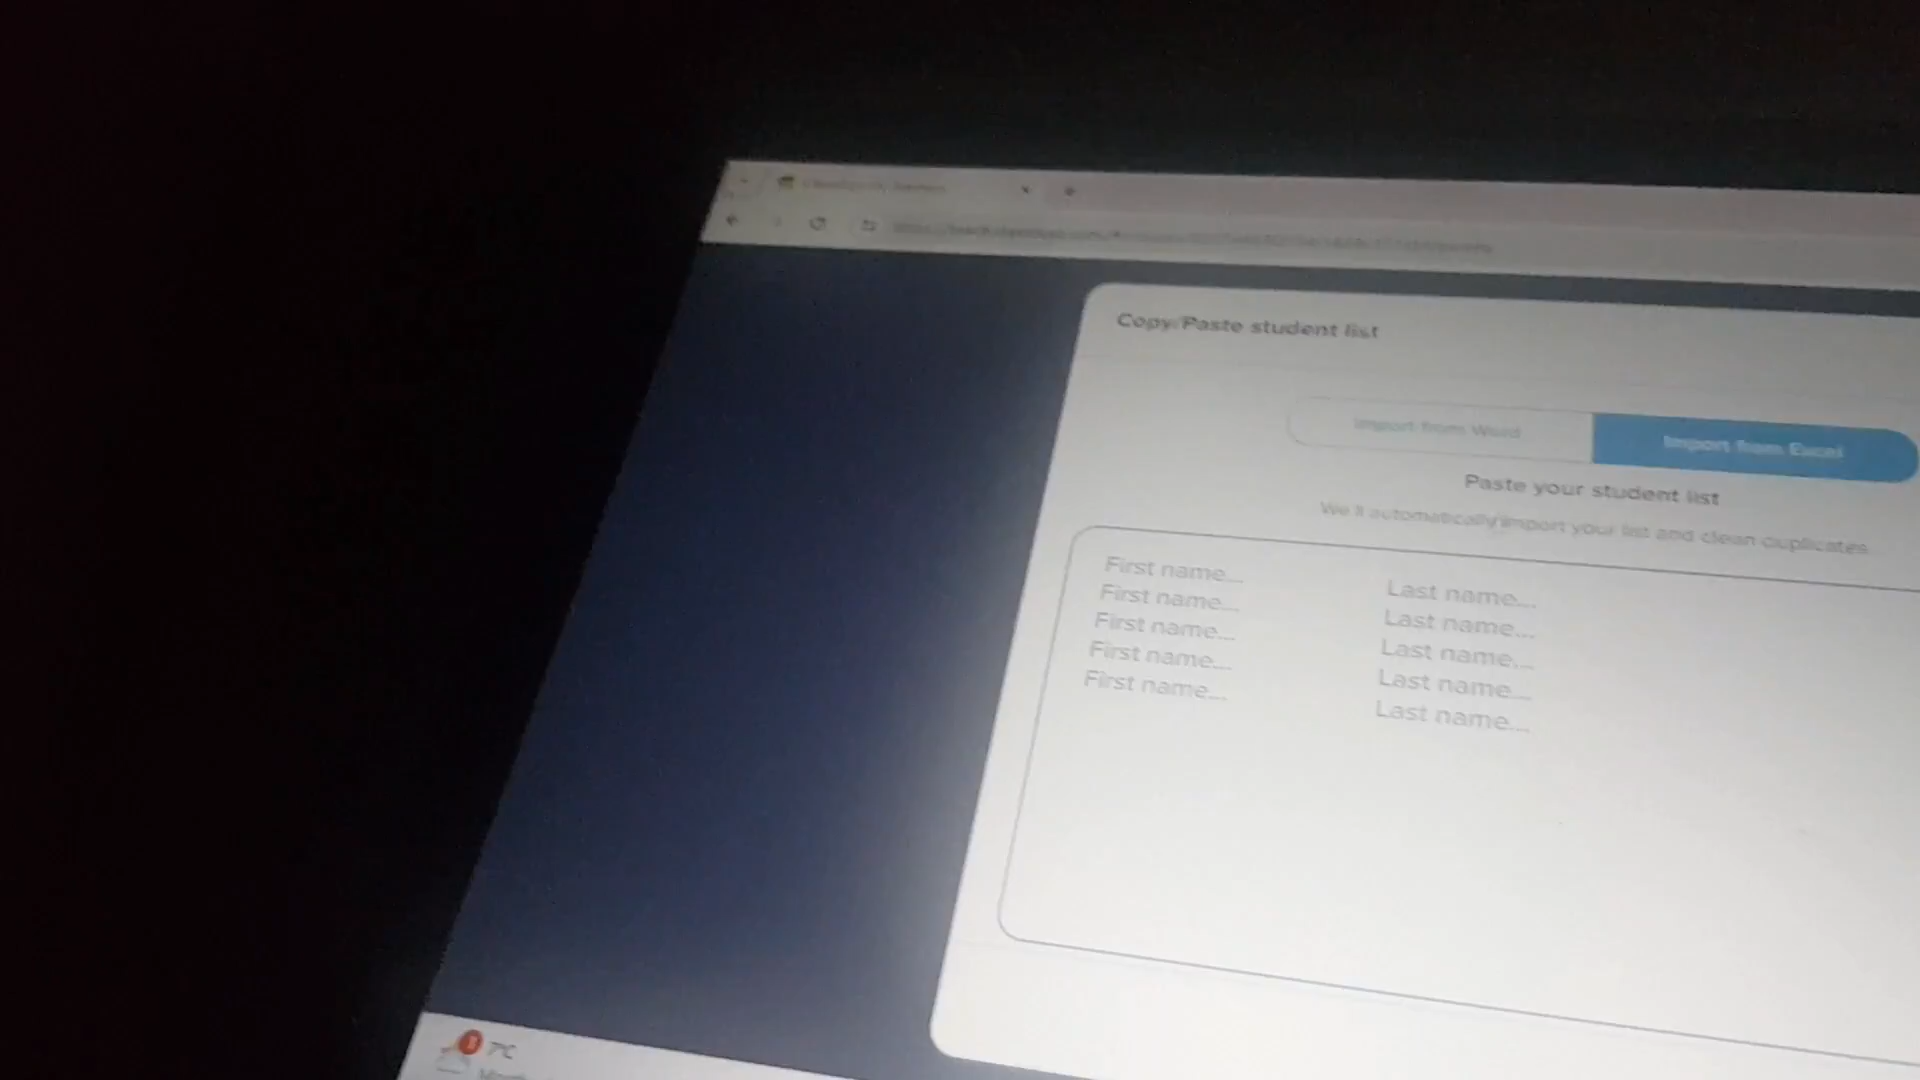 Copy/Paste student list
Import from Word
Import from Excel
Paste your student list
We'll automatically import your list and clean duplicates
First name... Last name...
First name... Last name...
First name... Last name...
First name... Last name...
First name... Last name...
7°C